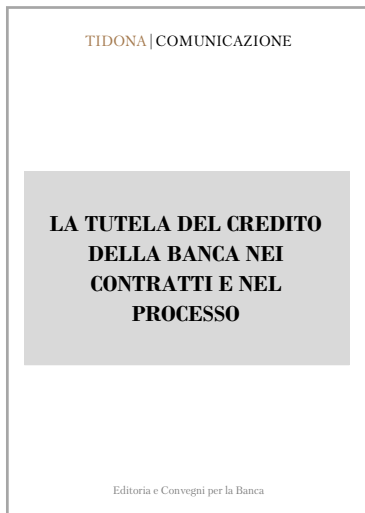 TIDONA|COMUNICAZIONE
LA TUTELA DEL CREDITO
DELLA BANCA NEI
CONTRATTI E NEL
PROCESSO
Editoria e Convegni per la Banca